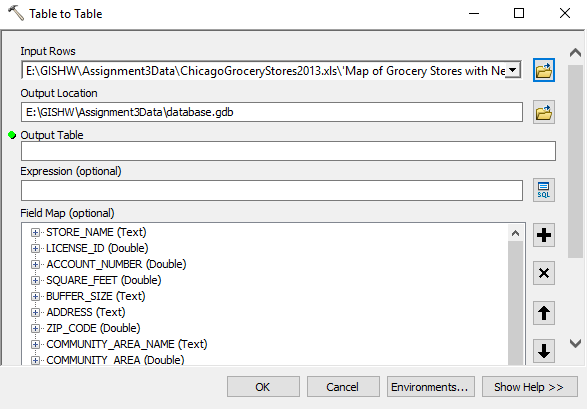 Table to Table
Input Rows
E:\GISHW\Assignment3Data\ChicagoGroceryStores2013.xls\'Map of Grocery Stores with Ne
Output Location
E:\GISHW\Assignment3Data\database.gdb
Output Table
Expression (optional)
SQL
Field Map (optional)
STORE_NAME (Text)
LICENSE_ID (Double)
ACCOUNT_NUMBER (Double)
SQUARE_FEET (Double)
BUFFER_SIZE (Text)
ADDRESS (Text)
ZIP_CODE (Double)
COMMUNITY_AREA_NAME (Text)
COMMUNITY_AREA (Double)
OK Cancel Environments... Show Help >>